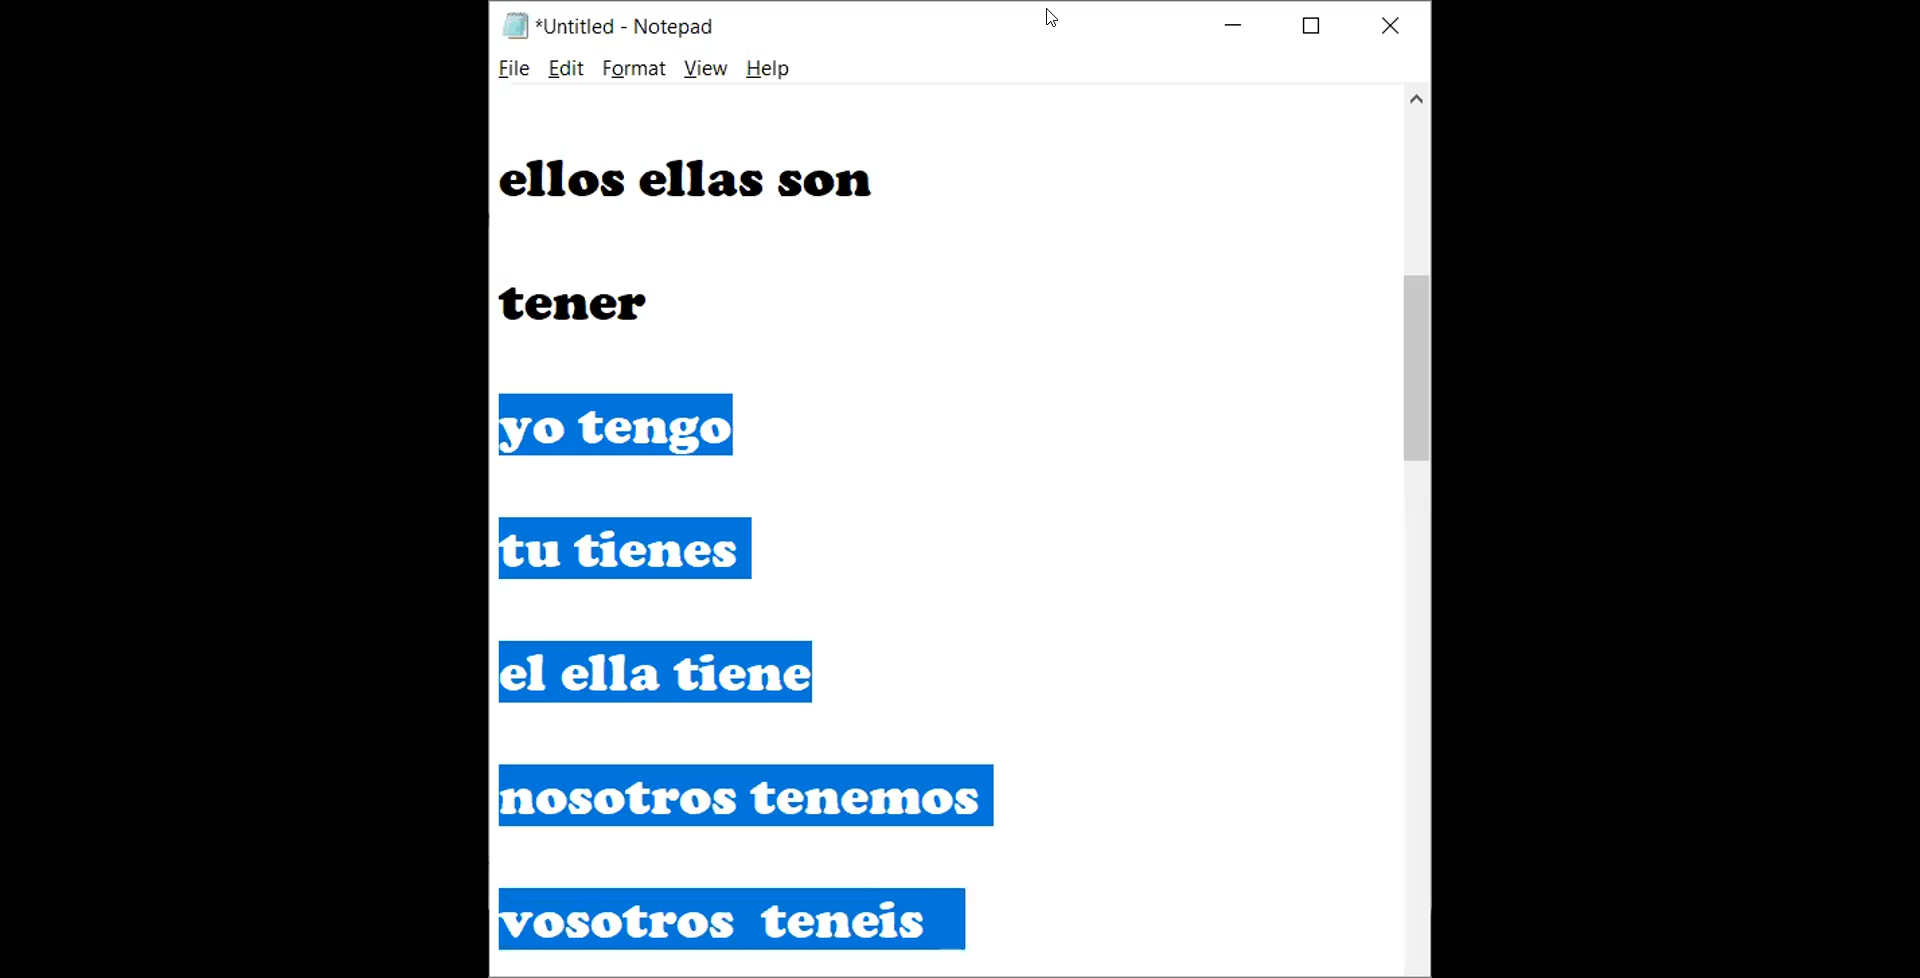 *Untitled - Notepad
File Edit Format View Help
ellos ellas son
tener
yo tengo
tu tienes
el ella tiene
nosotros tenemos
vosotros  teneis